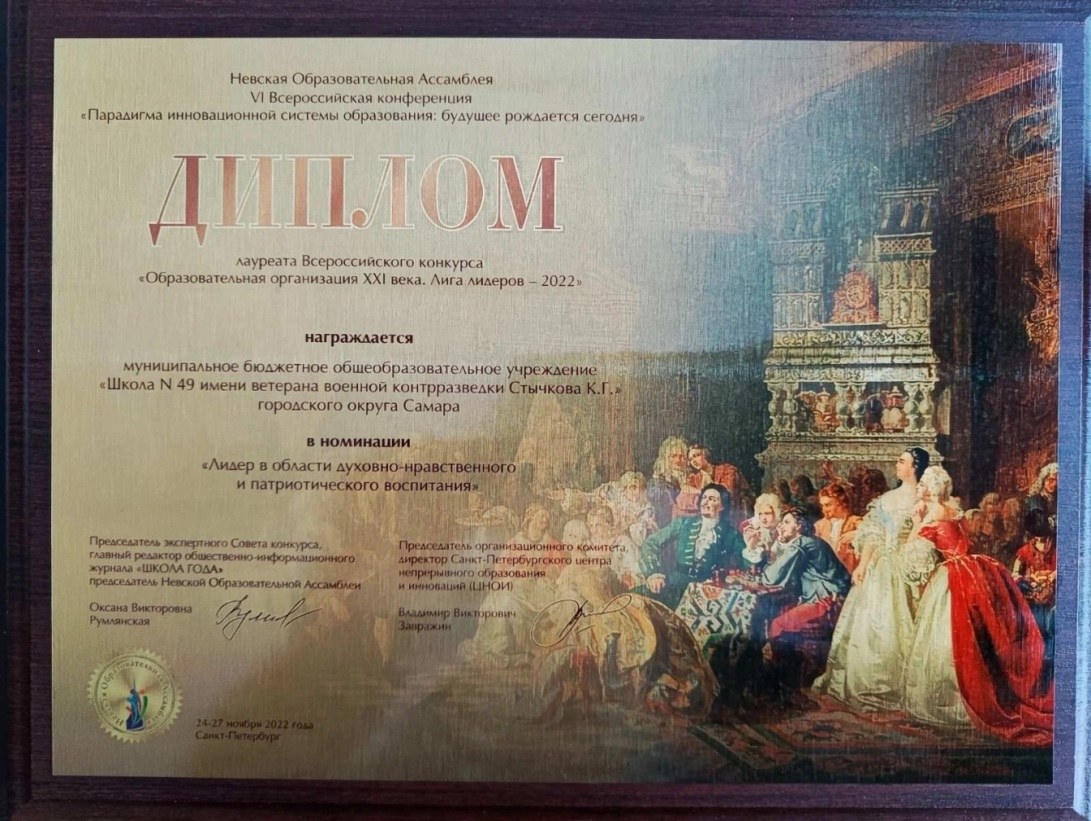 Невская Образовательная Ассамблея
VI Всероссийская конференция
«Парадигма инновационной системы образования: будущее рождается сегодня»
ДИПЛОМ
лауреата Всероссийского конкурса
«Образовательная организация XXI века. Лига лидеров – 2022»
награждается
муниципальное бюджетное общеобразовательное учреждение
«Школа N 49 имени ветерана военной контрразведки Стычкова К.Г.»
городского округа Самара
в номинации
«Лидер в области духовно-нравственного
и патриотического воспитания»
Председатель экспертного Совета конкурса,
главный редактор общественно-информационного
журнала «ШКОЛА ГОДА»
председатель Невской Образовательной Ассамблеи
Оксана Викторовна
Румлянская
Председатель организационного комитета,
директор Санкт-Петербургского центра
непрерывного образования
и инноваций (ЦНОИ)
Владимир Викторович
Завражин
Невская Образовательная Ассамблея
24-27 ноября 2022 года
Санкт-Петербург